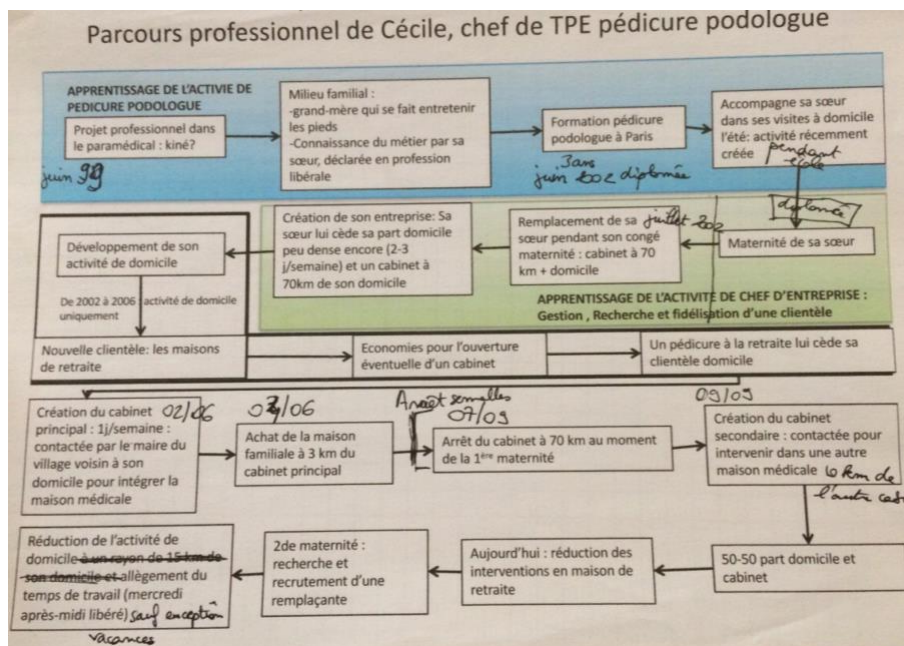 Parcours professionnel de Cécile, chef de TPE pédicure podologue
APPRENTISSAGE DE L'ACTIVIE DE
PEDICURE PODOLOGUE
Projet professionnel dans
le paramédical : kiné?
juin 99
Milieu familial :
-grand-mère qui se fait entretenir
les pieds
-Connaissance du métier par sa
sœur, déclarée en profession
libérale
Formation pédicure
podologue à Paris
3ans
juin 2002 diplomée
Accompagne sa sœur
dans ses visites à domicile
l'été: activité récemment
créée pendant
école
diplomée
Maternité de sa sœur
Remplacement de sa juillet 2002
sœur pendant son congé
maternité : cabinet à 70
km + domicile
Création de son entreprise: Sa
sœur lui cède sa part domicile
peu dense encore (2-3
j/semaine) et un cabinet à
70km de son domicile
APPRENTISSAGE DE L'ACTIVITE DE CHEF D'ENTREPRISE :
Gestion , Recherche et fidélisation d'une clientèle
Développement de son
activité de domicile
De 2002 à 2006 activité de domicile
uniquement
Nouvelle clientèle: les maisons
de retraite
Economies pour l'ouverture
éventuelle d'un cabinet
Un pédicure à la retraite lui cède sa
clientèle domicile
Création du cabinet 02/06
principal : 1j/semaine :
contactée par le maire du
village voisin à son
domicile pour intégrer la
maison médicale
/06
Achat de la maison
familiale à 3 km du
cabinet principal
Arrêt semelles
07/09
Arrêt du cabinet à 70 km au moment
de la 1ère maternité
09/09
Création du cabinet
secondaire : contactée pour
intervenir dans une autre
maison médicale 10 km de
l'autre
50-50 part domicile et
cabinet
Aujourd'hui : réduction des
interventions en maison de
retraite
2de maternité :
recherche et
recrutement d'une
remplaçante
Réduction de l'activité de
domicile à un rayon de 15 km de
son domicile et allègement du
temps de travail (mercredi
après-midi libéré) sauf exception
vacances